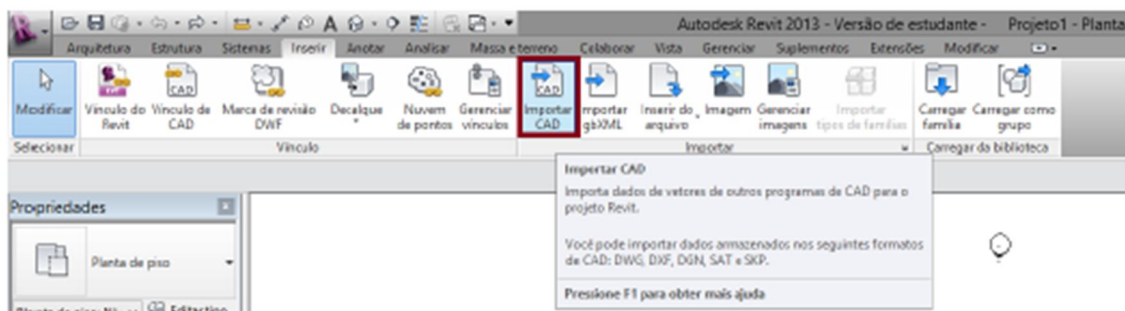 Autodesk Revit 2013 - Versão de estudante - Projeto1 - Planta
Arquitetura Estrutura Sistemas Inserir Anotar Analisar Massa e terreno Colaborar Vista Gerenciar Suplementos Extensões Modificar
Modificar Vínculo do Revit Vínculo de CAD Marca de revisão DWF Decalque Nuvem de pontos Gerenciar vínculos Importar CAD mportar gbXML Inserir do arquivo Imagem Gerenciar imagens Importar tipos de famílias Carregar família Carregar como grupo
Selecionar Vínculo Importar Carregar da biblioteca
Importar CAD
Importa dados de vetores de outros programas de CAD para o
projeto Revit.
Você pode importar dados armazenados nos seguintes formatos
de CAD: DWG, DXF, DGN, SAT e SKP.
Pressione F1 para obter mais ajuda
Propriedades
Planta de piso